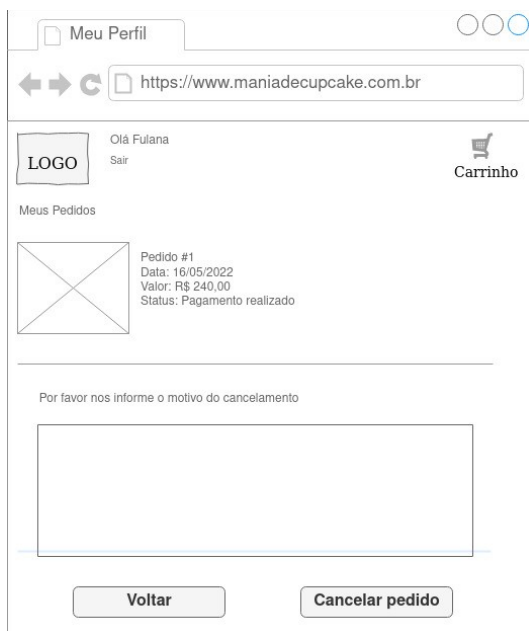 Meu Perfil
https://www.maniadecupcake.com.br
LOGO
Olá Fulana
Sair
Carrinho
Meus Pedidos
Pedido #1
Data: 16/05/2022
Valor: R$ 240,00
Status: Pagamento realizado
Por favor nos informe o motivo do cancelamento
Voltar
Cancelar pedido